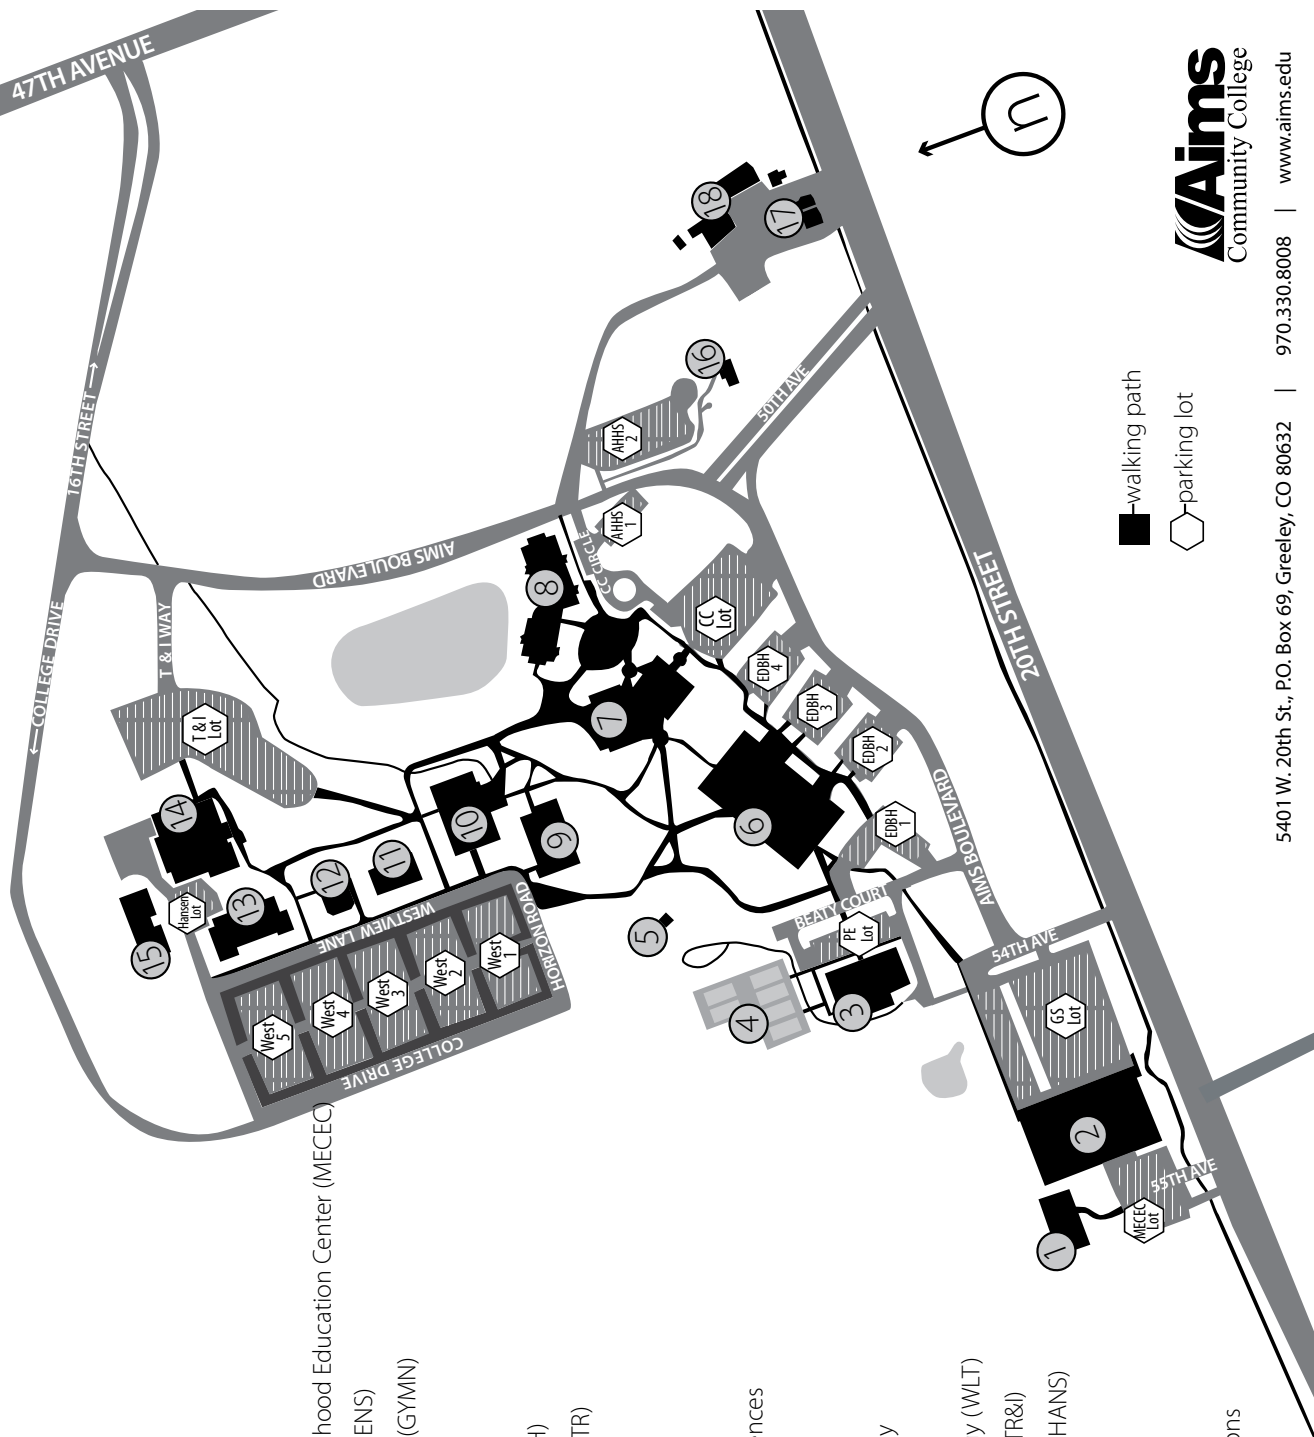 47TH AVENUE
16TH STREET →
← COLLEGE DRIVE
T & I WAY
AIMS BOULEVARD
T & I
Lot
14
15
Hansen
Lot
13
12
11
10
9
WESTVIEW LANE
HORIZON ROAD
COLLEGE DRIVE
West
5
West
4
West
3
West
2
West
1
8
7
6
5
4
3
2
1
CC CIRCLE
AHHS
1
AHHS
2
16
17
18
50TH AVE
CC
Lot
EDBH
4
EDBH
3
EDBH
2
EDBH
1
AIMS BOULEVARD
AIMS BOULEVARD
BEATY COURT
PE
Lot
54TH AVE
GS
Lot
55TH AVE
MECEC
Lot
20TH STREET
n
walking path
parking lot
Aims
Community College
5401 W. 20th St., P.O. Box 69, Greeley, CO 80632 | 970.330.8008 | www.aims.edu
hood Education Center (MECEC)
ENS)
(GYMN)
H)
TR)
ences
y
y (WLT)
TR&I)
HANS)
ons